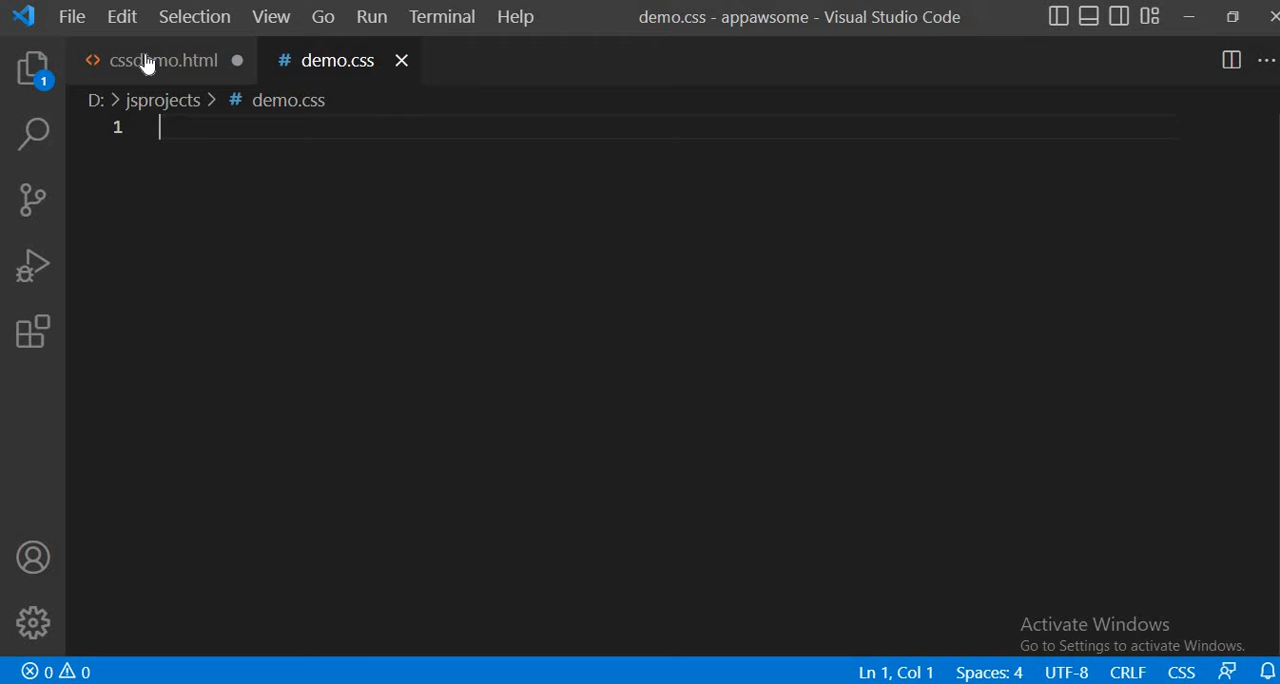 File Edit Selection View Go Run Terminal Help demo.css - appawsome - Visual Studio Code
cssdemo.html # demo.css
D: > jsprojects > # demo.css
1
1
Activate Windows
Go to Settings to activate Windows.
0 0 Ln 1, Col 1 Spaces: 4 UTF-8 CRLF CSS